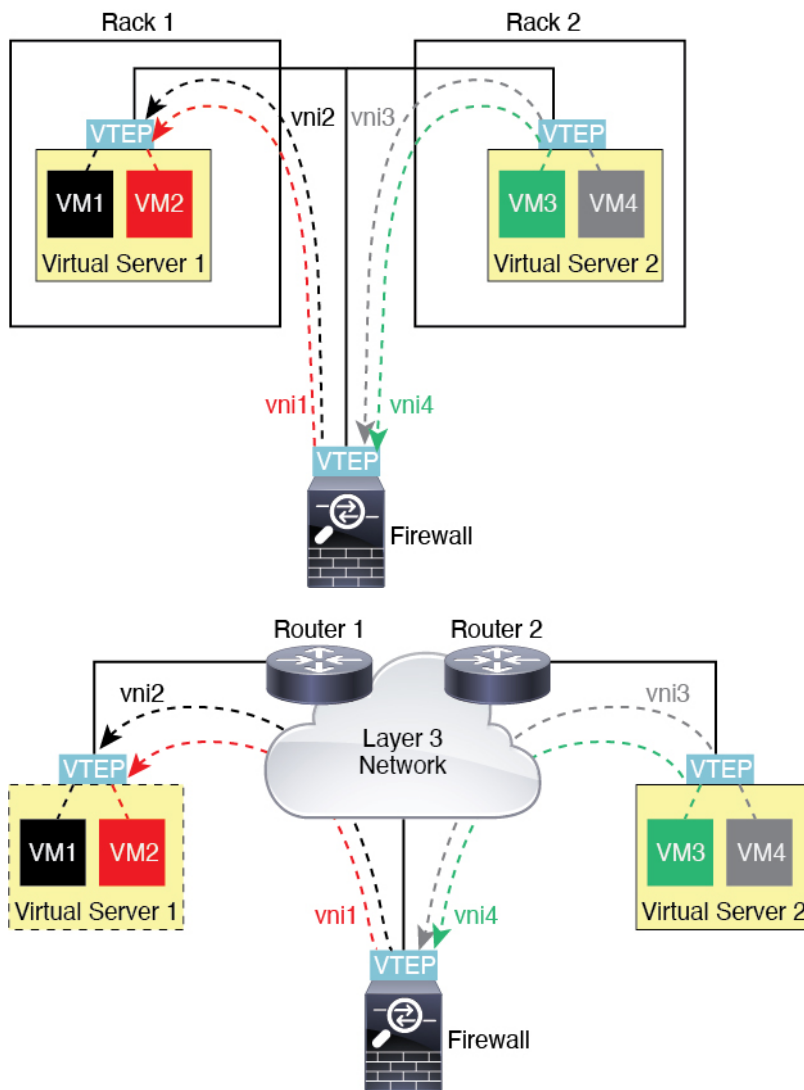 Rack 1
Rack 2
vni2
vni3
VTEP
VTEP
VM1
VM2
VM3
VM4
Virtual Server 1
Virtual Server 2
vni1
vni4
VTEP
Firewall
Router 1
Router 2
vni2
vni3
Layer 3
Network
VTEP
VTEP
VM1
VM2
VM3
VM4
Virtual Server 1
Virtual Server 2
vni1
vni4
VTEP
Firewall